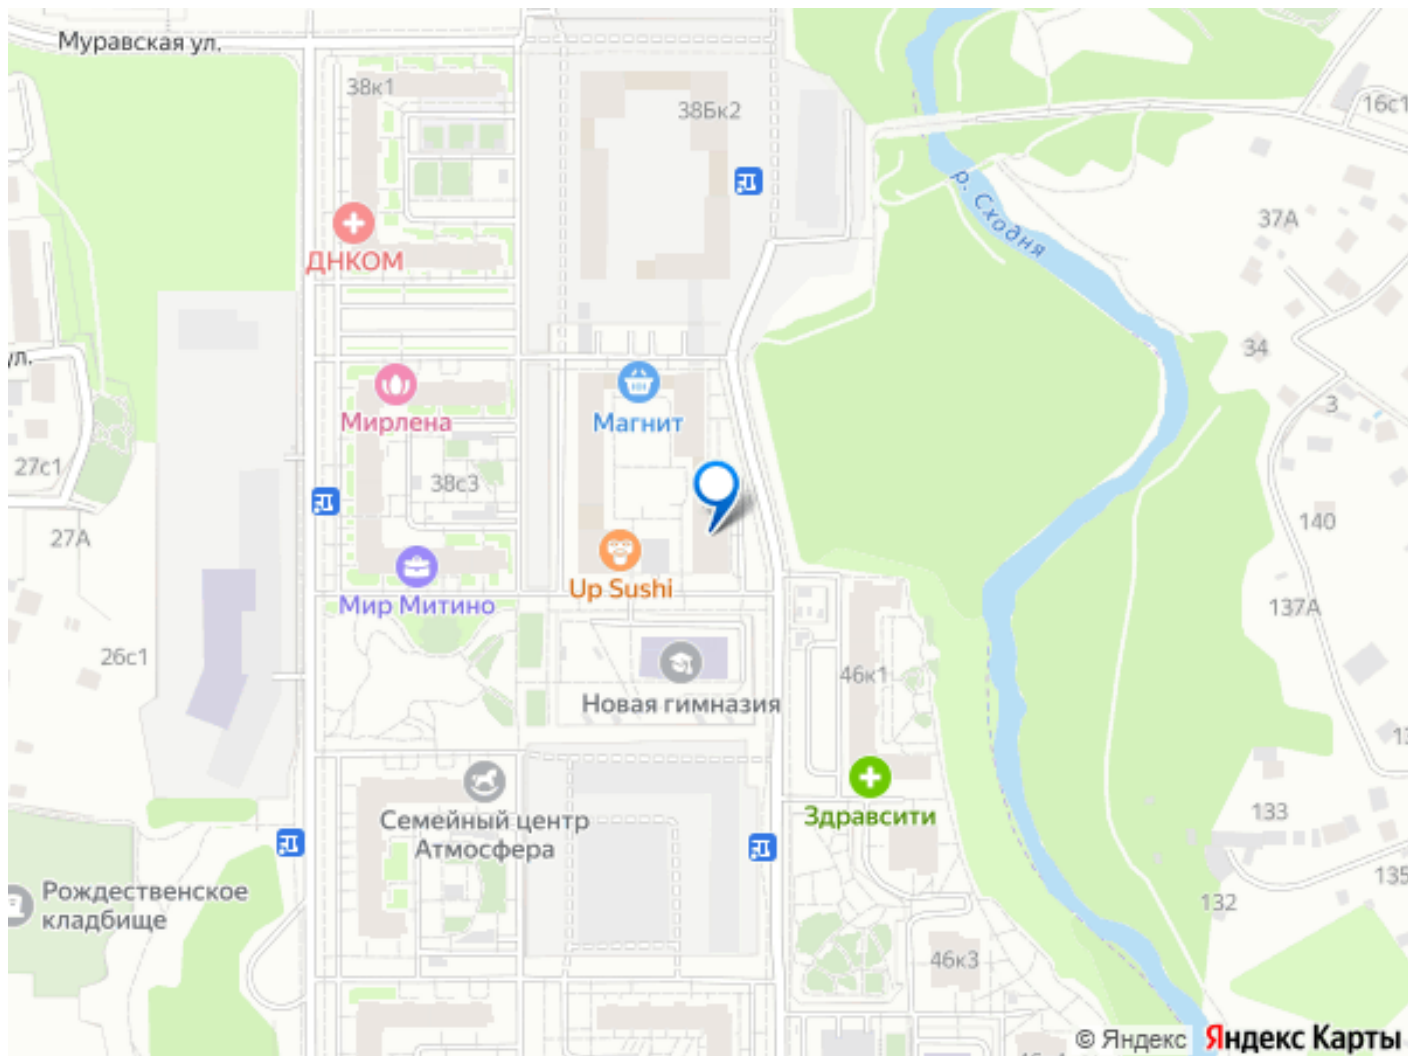 Муравская ул.
38к1
38Бк2
16с1
р. Сходня
37А
ДНКОМ
ул.
34
3
Мирлена
Магнит
27с1
38с3
27А
140
Up Sushi
Мир Митино
137А
26с1
46к1
Новая гимназия
133
Здравсити
Семейный центр
Атмосфера
135
Рождественское
кладбище
132
46к3
© Яндекс
Яндекс Карты